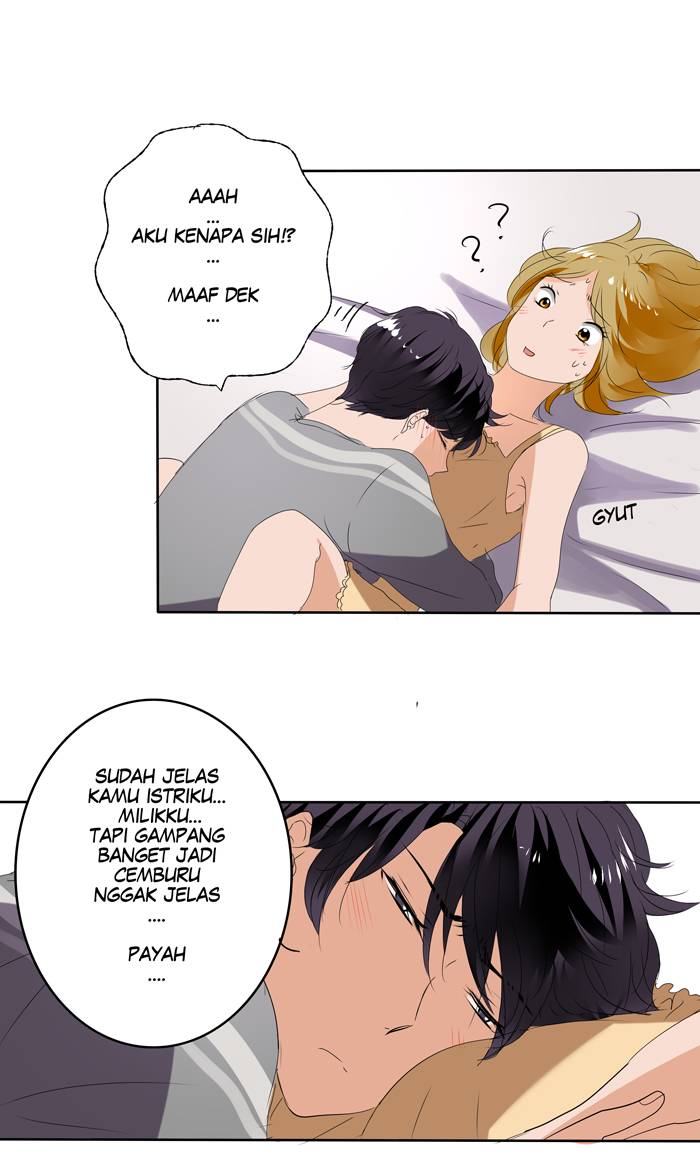 AAAH
...
AKU KENAPA SIH!?
...
MAAF DEK
...
? ?
GYUT
SUDAH JELAS
KAMU ISTRIKU...
MILIKKU...
TAPI GAMPANG
BANGET JADI
CEMBURU
NGGAK JELAS
....
PAYAH
....